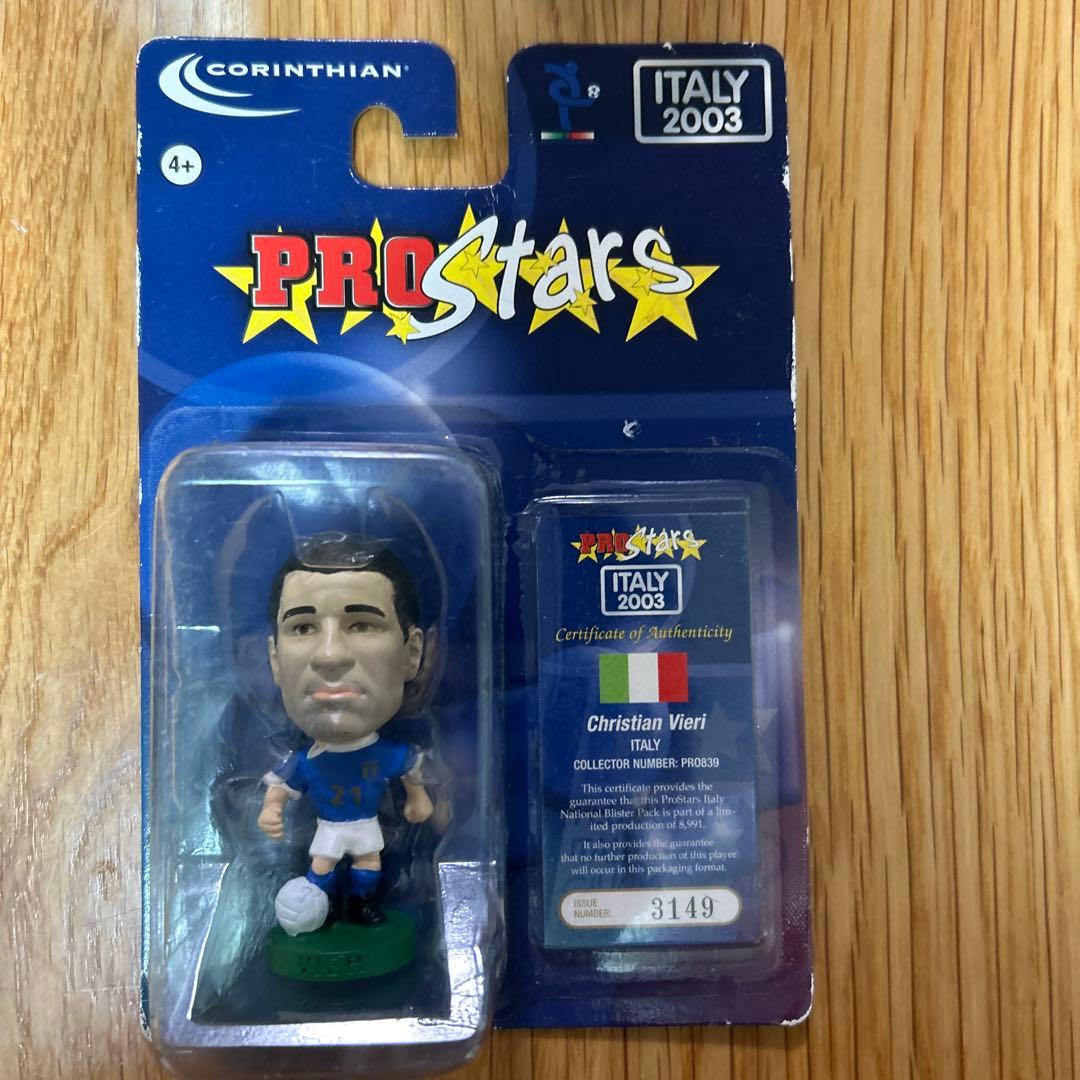 CORINTHIAN®
ITALY
2003
4+
PROStars
PROStars
ITALY
2003
Certificate of Authenticity
Christian Vieri
ITALY
COLLECTOR NUMBER: PRO839
This certificate provides the
guarantee that this ProStars Italy
National Blister Pack is part of a lim-
ited production of 8,991.
It also provides the guarantee
that no further production of this player
will occur in this packaging format.
ISSUE
NUMBER: 3149
21
VIERI